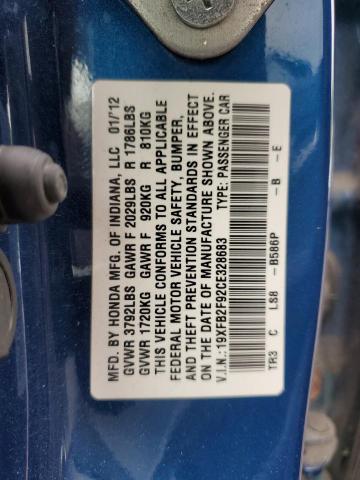 MFD. BY HONDA MFG. OF INDIANA, LLC 01/'12
GVWR 3792LBS GAWR F 2029LBS R 1786LBS
GVWR 1720KG GAWR F 920KG R 810KG
THIS VEHICLE CONFORMS TO ALL APPLICABLE
FEDERAL MOTOR VEHICLE SAFETY, BUMPER,
AND THEFT PREVENTION STANDARDS IN EFFECT
ON THE DATE OF MANUFACTURE SHOWN ABOVE.
V.I.N.:19XFB2F92CE328683 TYPE: PASSENGER CAR
TR3 C LS8 -B586P -B -E